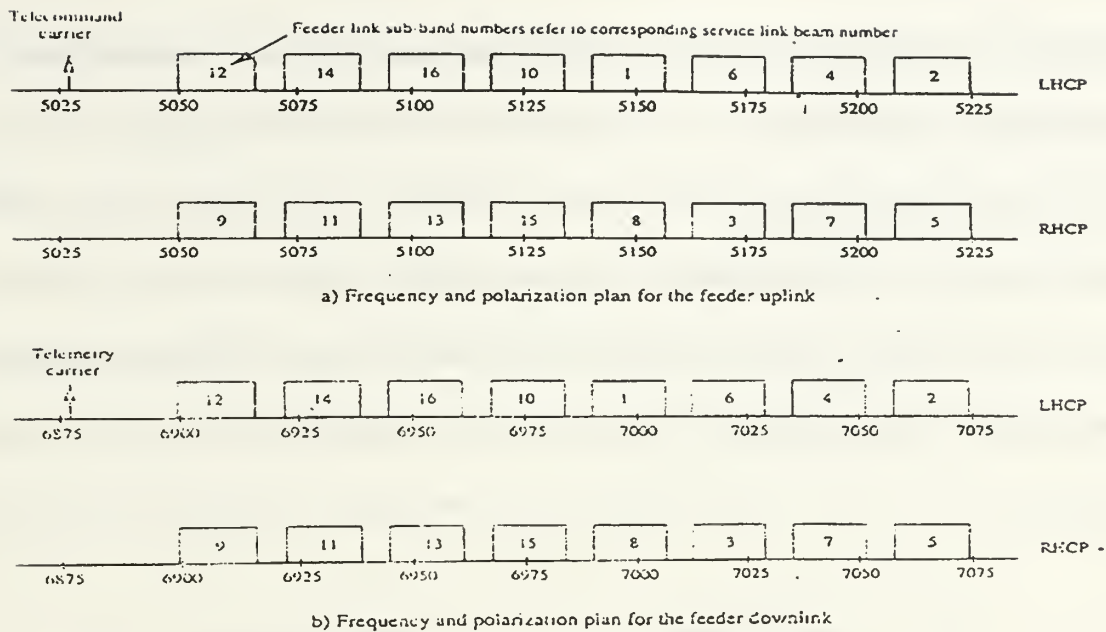 Telecommand
carrier
Feeder link sub-band numbers refer to corresponding service link beam number
12 14 16 10 1 6 4 2
LHCP
5025 5050 5075 5100 5125 5150 5175 5200 5225
9 11 13 15 8 3 7 5
RHCP
5025 5050 5075 5100 5125 5150 5175 5200 5225
a) Frequency and polarization plan for the feeder uplink
Telemetry
carrier
12 14 16 10 1 6 4 2
LHCP
6875 6900 6925 6950 6975 7000 7025 7050 7075
9 11 13 15 8 3 7 5
RHCP
6875 6900 6925 6950 6975 7000 7025 7050 7075
b) Frequency and polarization plan for the feeder downlink